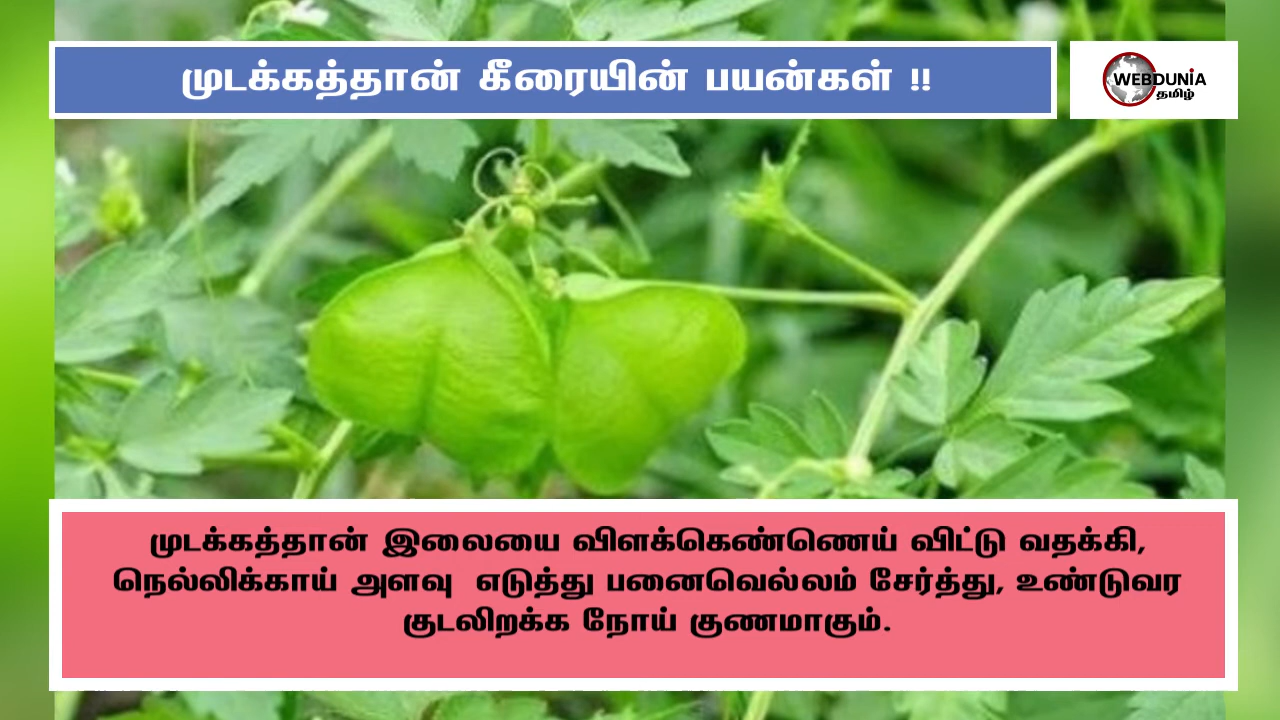 முடக்கத்தான் கீரையின் பயன்கள் !!
WEBDUNIA
தமிழ்
முடக்கத்தான் இலையை விளக்கெண்ணெய் விட்டு வதக்கி,
நெல்லிக்காய் அளவு எடுத்து பனைவெல்லம் சேர்த்து, உண்டுவர
குடலிறக்க நோய் குணமாகும்.